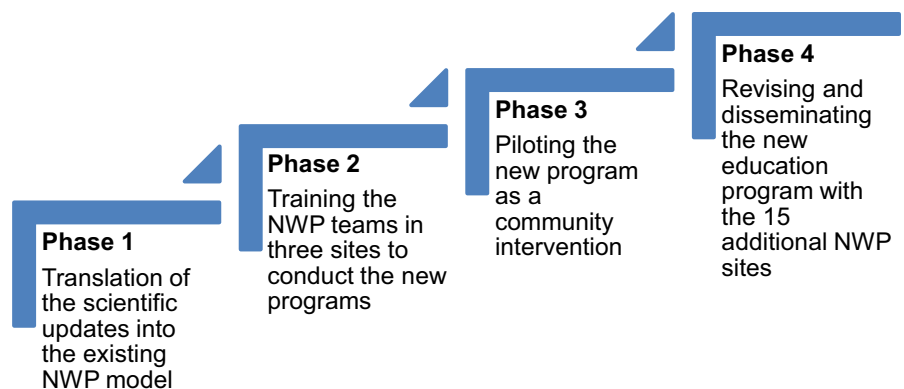 Phase 1
Translation of
the scientific
updates into
the existing
NWP model
Phase 2
Training the
NWP teams in
three sites to
conduct the new
programs
Phase 3
Piloting the
new program
as a
community
intervention
Phase 4
Revising and
disseminating
the new
education
program with
the 15
additional NWP
sites